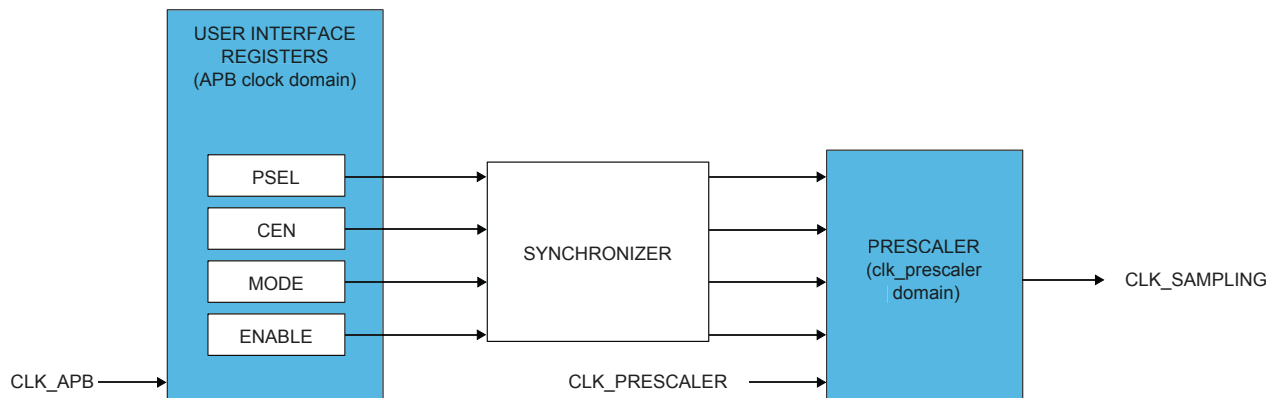 USER INTERFACE
REGISTERS
(APB clock domain)
PSEL
CEN
MODE
ENABLE
CLK_APB
SYNCHRONIZER
CLK_PRESCALER
PRESCALER
(clk_prescaler
domain)
CLK_SAMPLING